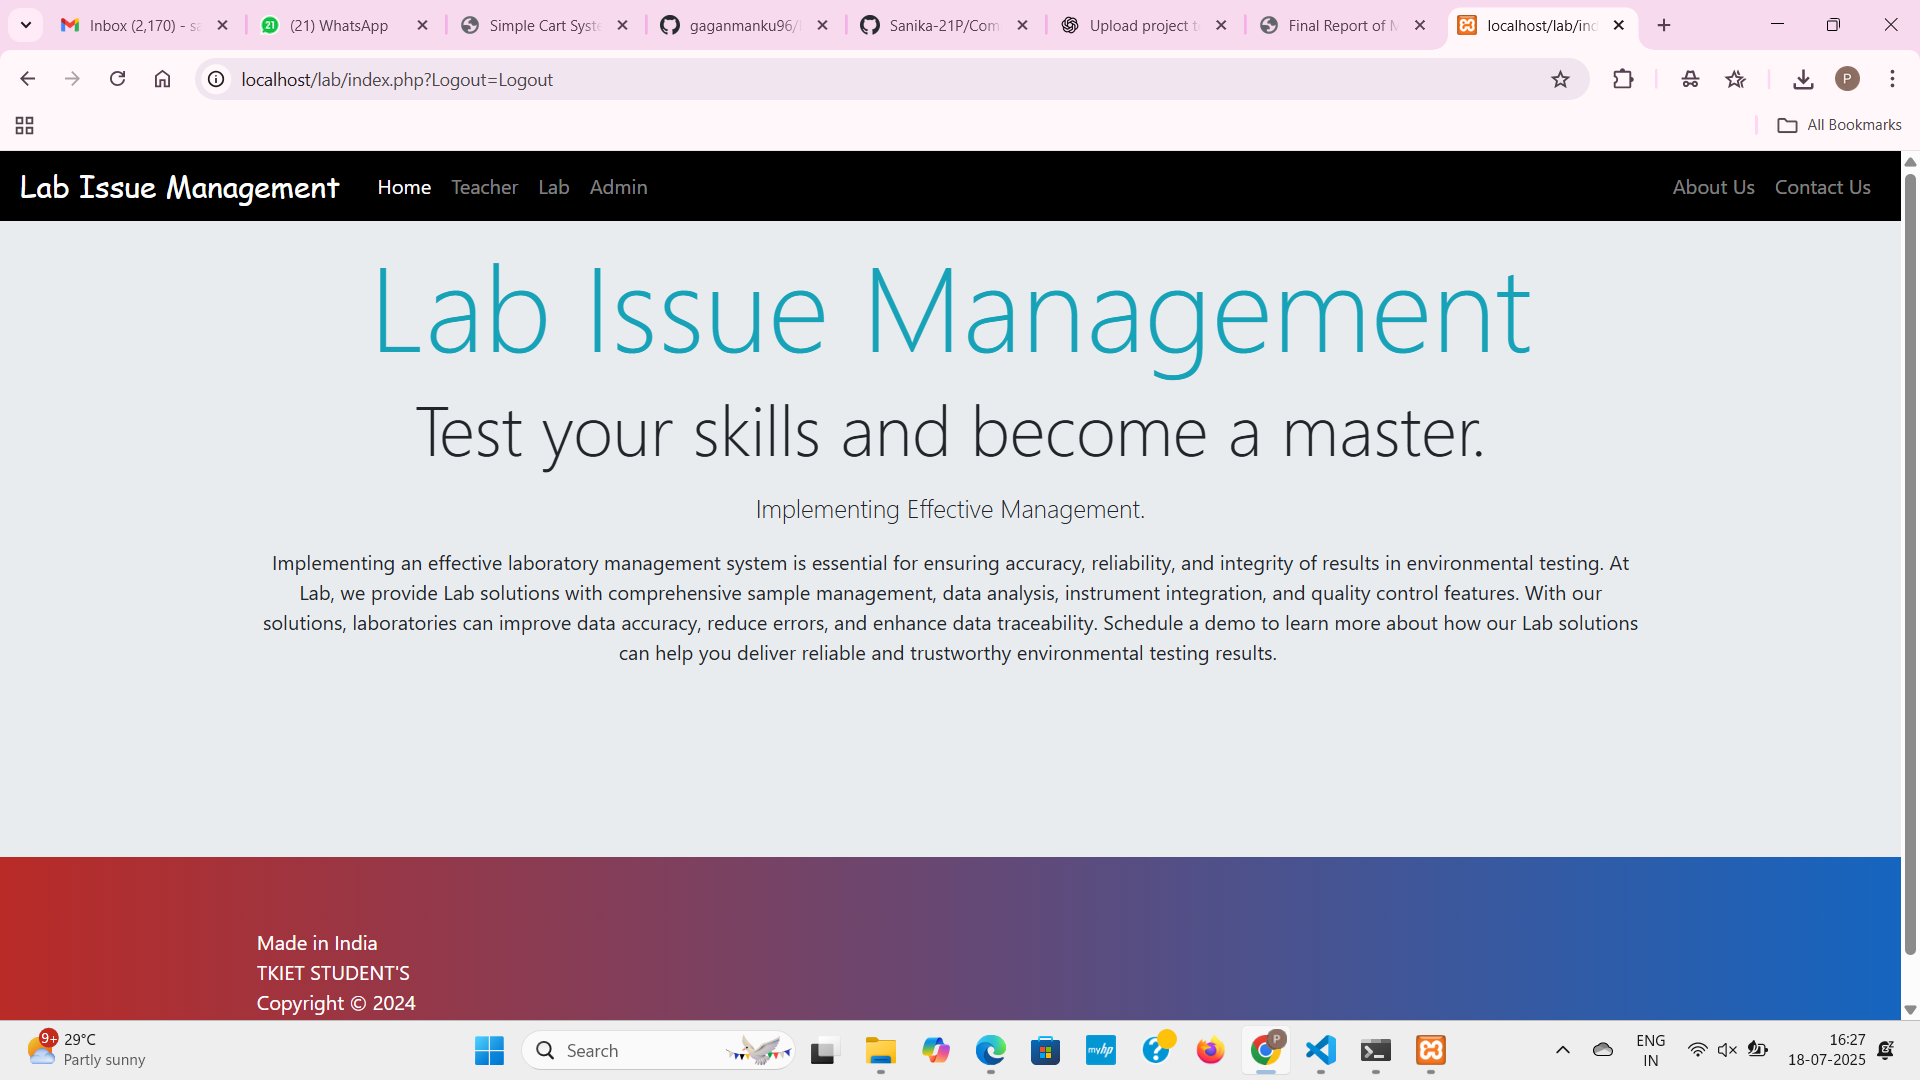 Inbox (2,170) - sa
(21) WhatsApp
Simple Cart Syste
gaganmanku96/
Sanika-21P/Com
Upload project t
Final Report of M
localhost/lab/ind
localhost/lab/index.php?Logout=Logout
P
All Bookmarks
Lab Issue Management
Home
Teacher
Lab
Admin
About Us
Contact Us
Lab Issue Management
Test your skills and become a master.
Implementing Effective Management.
Implementing an effective laboratory management system is essential for ensuring accuracy, reliability, and integrity of results in environmental testing. At
Lab, we provide Lab solutions with comprehensive sample management, data analysis, instrument integration, and quality control features. With our
solutions, laboratories can improve data accuracy, reduce errors, and enhance data traceability. Schedule a demo to learn more about how our Lab solutions
can help you deliver reliable and trustworthy environmental testing results.
Made in India
TKIET STUDENT'S
Copyright © 2024
9+
29°C
Partly sunny
Search
myhp
P
ENG
IN
16:27
18-07-2025